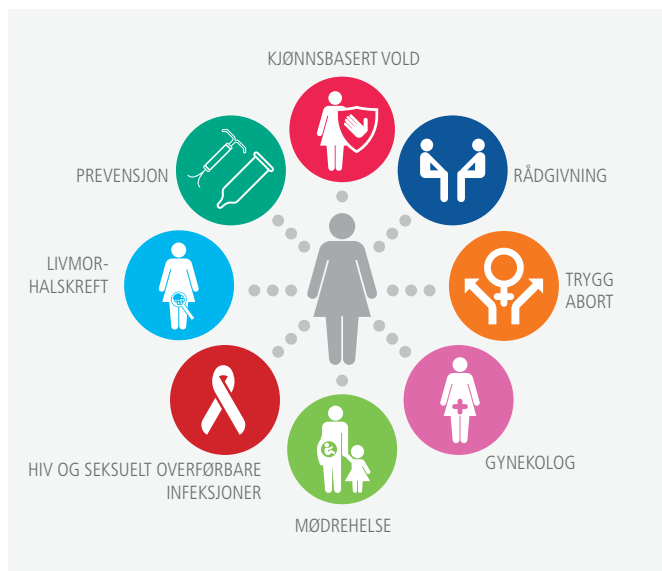 KJØNNSBASERT VOLD
PREVENSJON
RÅDGIVNING
LIVMOR-
HALSKREFT
TRYGG
ABORT
HIV OG SEKSUELT OVERFØRBARE
INFEKSJONER
GYNEKOLOG
MØDREHELSE